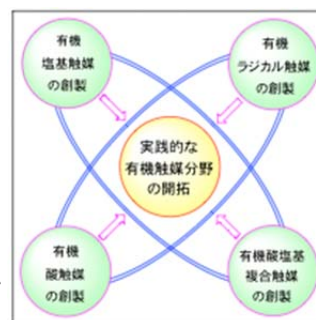 有機
塩基触媒
の創製
有機
ラジカル触媒
の創製
実践的な
有機触媒分野
の開拓
有機
酸触媒
の創製
有機酸塩基
複合触媒
の創製